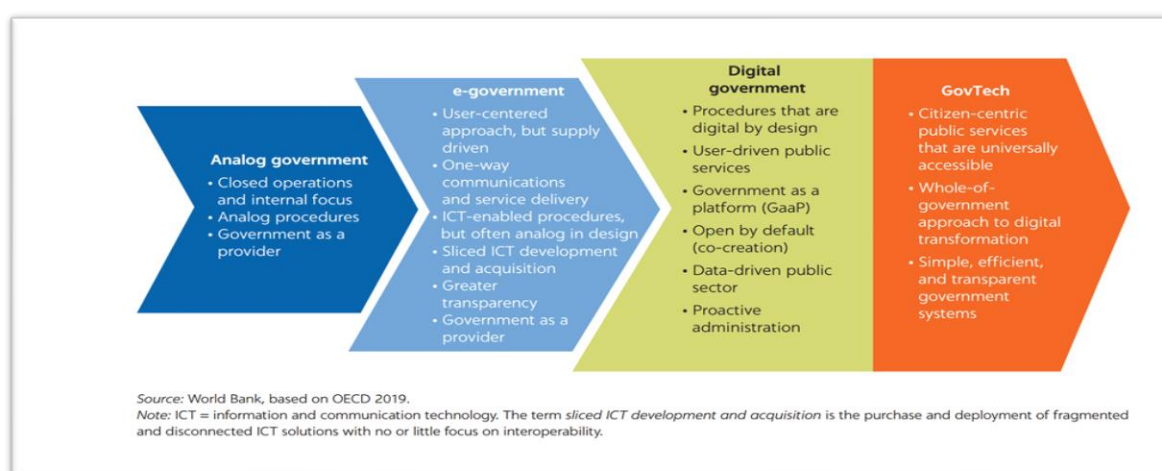 Analog government
• Closed operations
and internal focus
• Analog procedures
• Government as a
provider
e-government
• User-centered
approach, but supply
driven
• One-way
communications
and service delivery
• ICT-enabled procedures,
but often analog in design
• Sliced ICT development
and acquisition
• Greater
transparency
• Government as a
provider
Digital
government
• Procedures that are
digital by design
• User-driven public
services
• Government as a
platform (GaaP)
• Open by default
(co-creation)
• Data-driven public
sector
• Proactive
administration
GovTech
• Citizen-centric
public services
that are universally
accessible
• Whole-of-
government
approach to digital
transformation
• Simple, efficient,
and transparent
government
systems
Source: World Bank, based on OECD 2019.
Note: ICT = information and communication technology. The term sliced ICT development and acquisition is the purchase and deployment of fragmented
and disconnected ICT solutions with no or little focus on interoperability.